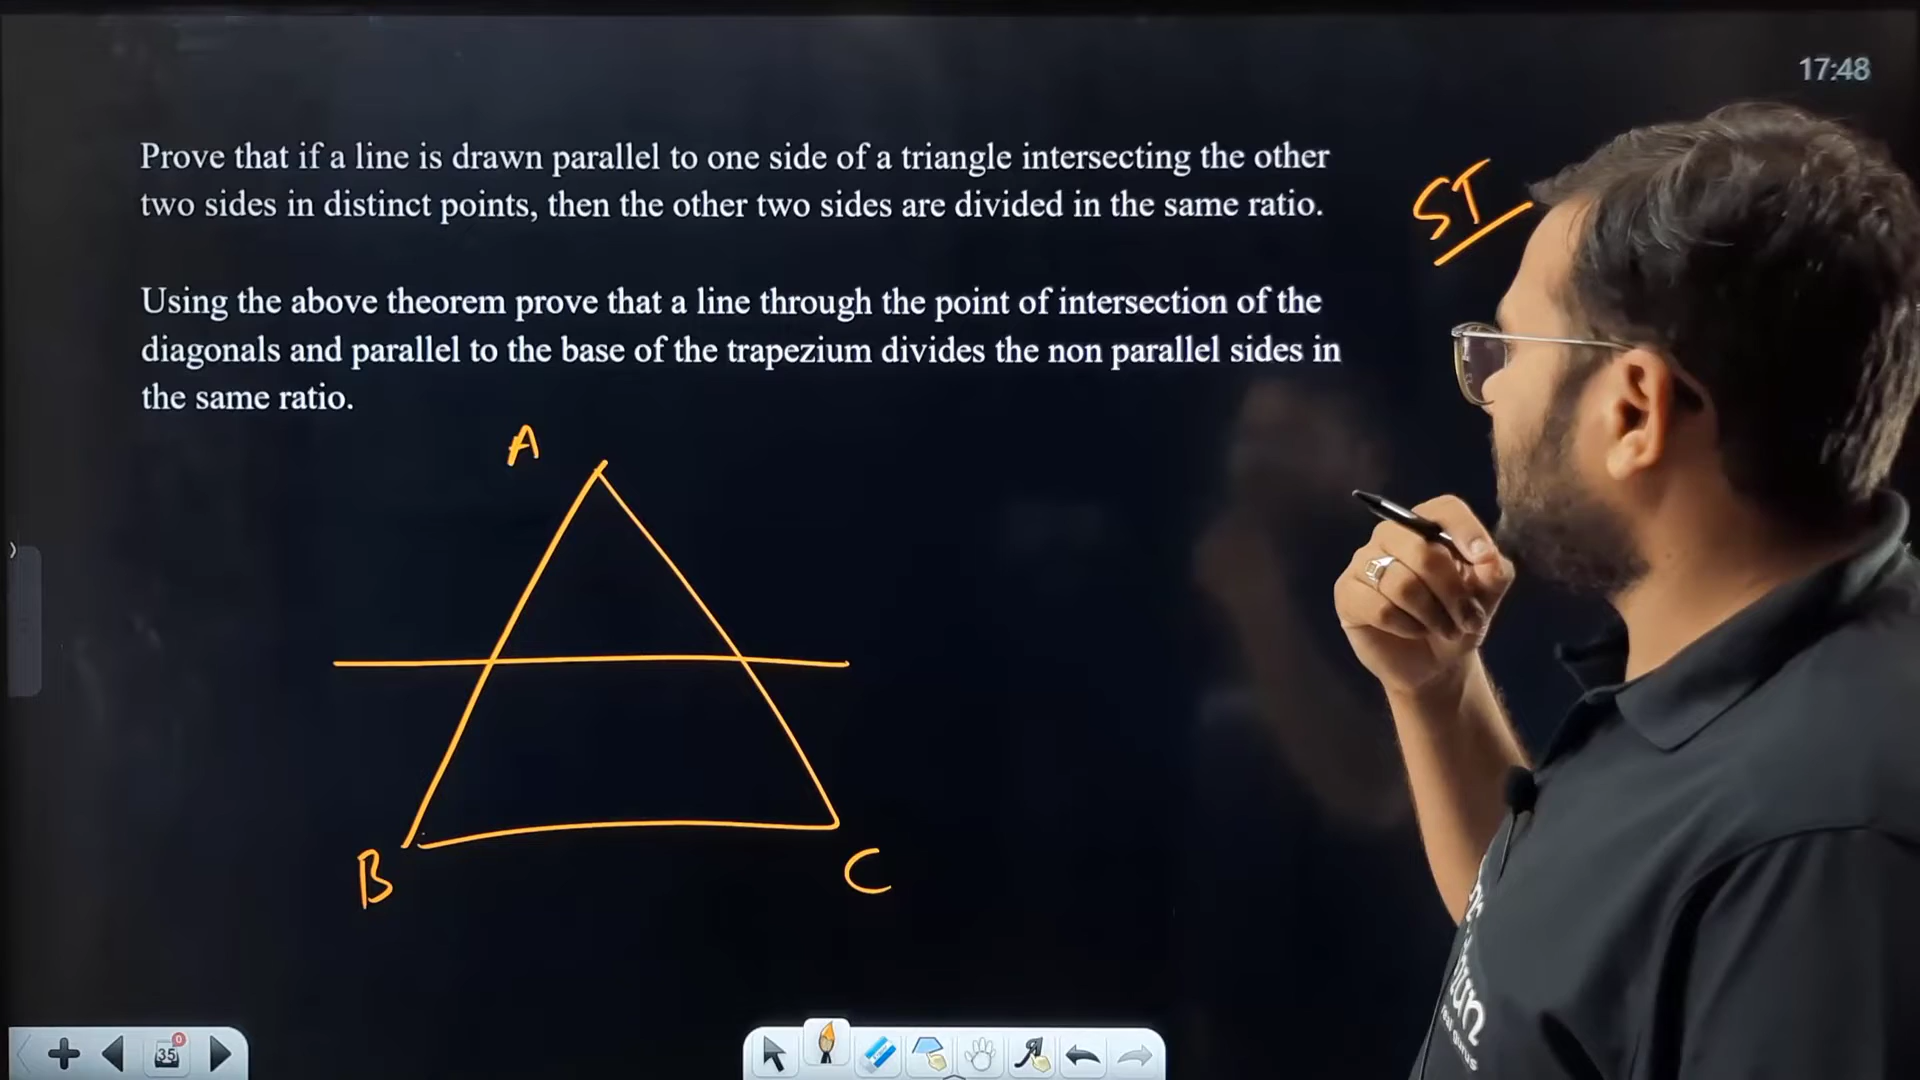 17:48
Prove that if a line is drawn parallel to one side of a triangle intersecting the other
two sides in distinct points, then the other two sides are divided in the same ratio.
ST
Using the above theorem prove that a line through the point of intersection of the
diagonals and parallel to the base of the trapezium divides the non parallel sides in
the same ratio.
A
B
C
35
0